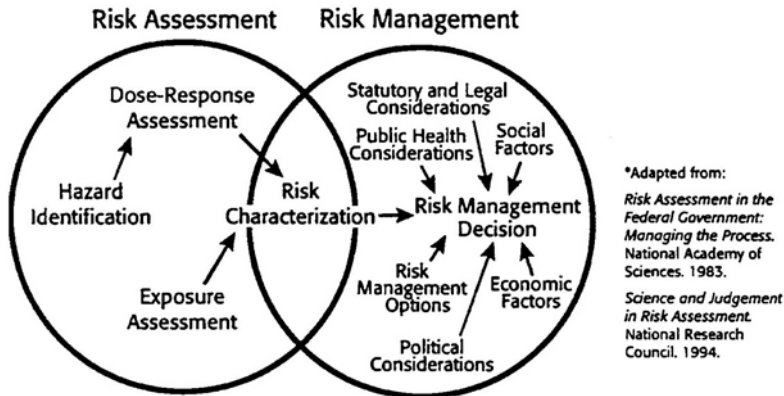 Risk Assessment
Risk Management
Dose-Response
Assessment
Hazard
Identification
Exposure
Assessment
Risk
Characterization
Statutory and Legal
Considerations
Public Health
Considerations
Social
Factors
Risk Management
Decision
Risk
Management
Options
Economic
Factors
Political
Considerations
*Adapted from:
Risk Assessment in the
Federal Government:
Managing the Process.
National Academy of
Sciences. 1983.
Science and Judgement
in Risk Assessment.
National Research
Council. 1994.